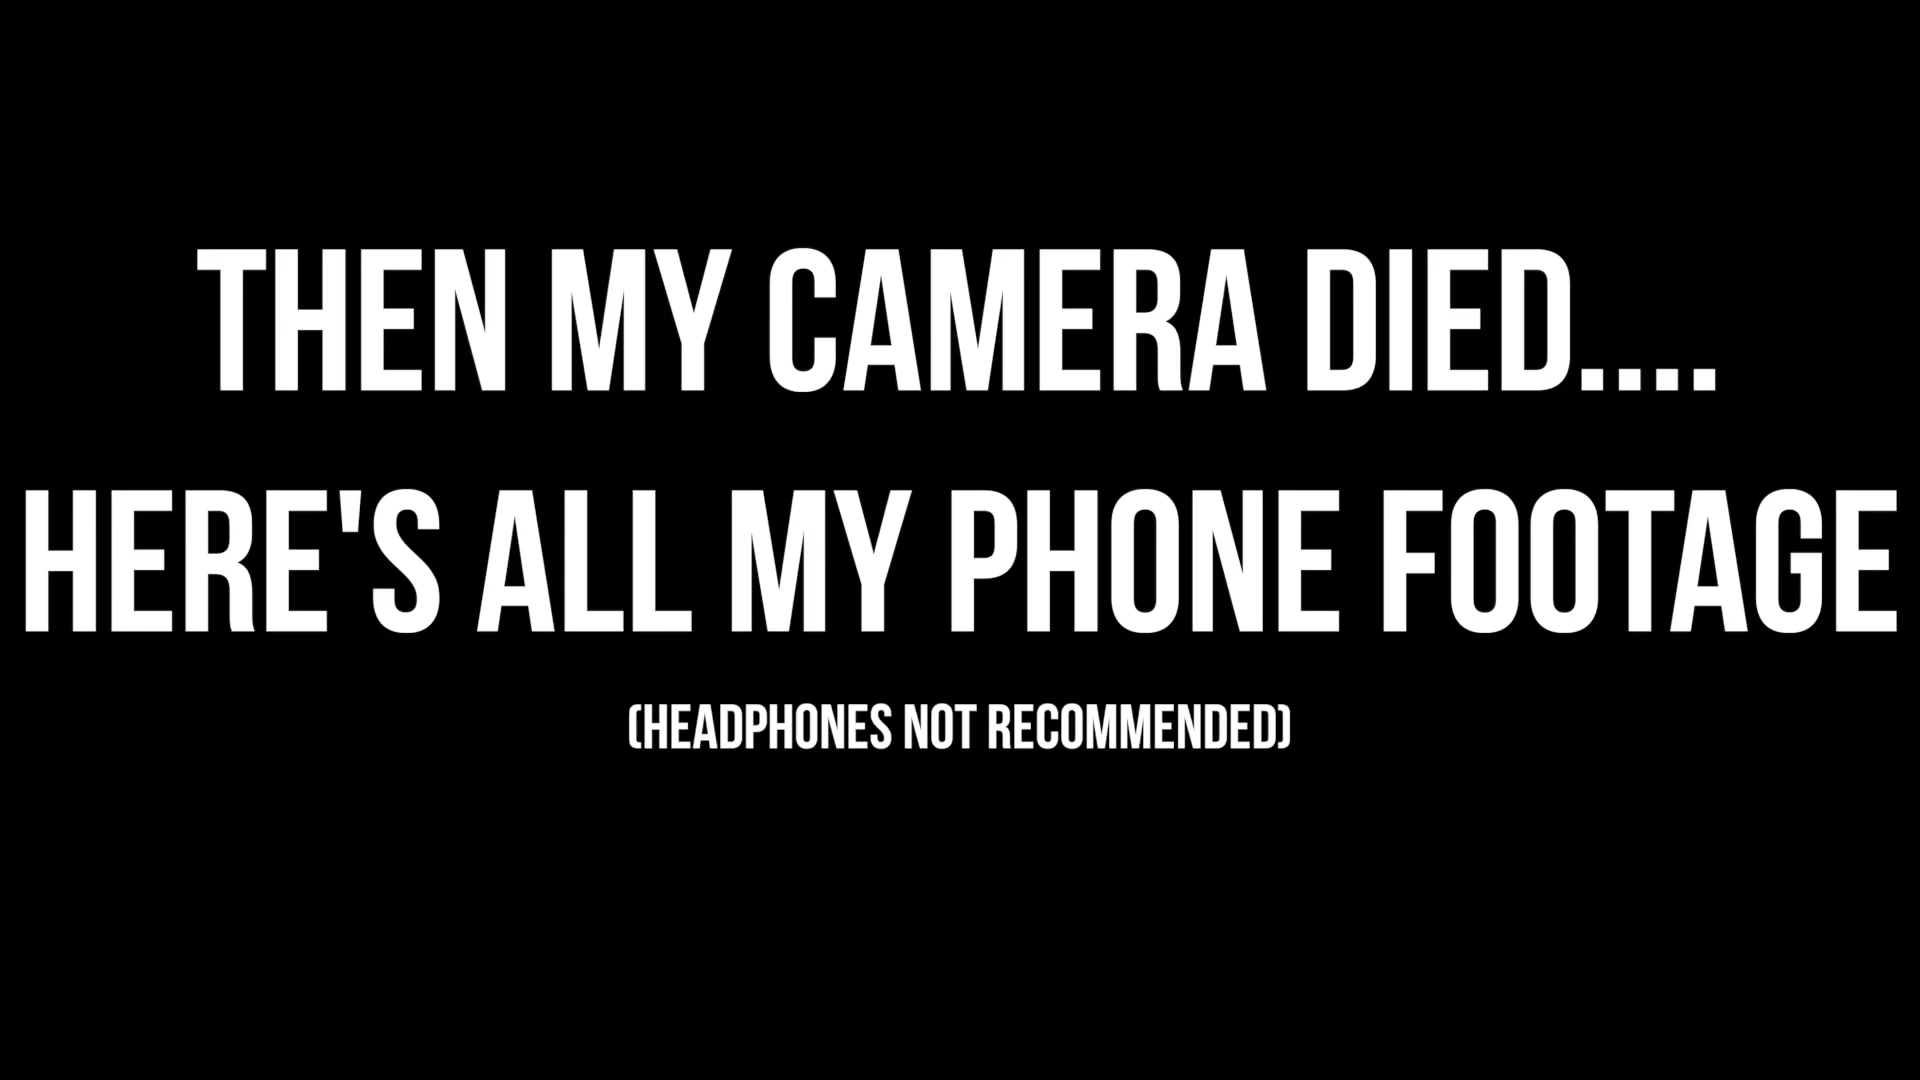 THEN MY CAMERA DIED....
HERE'S ALL MY PHONE FOOTAGE
(HEADPHONES NOT RECOMMENDED)